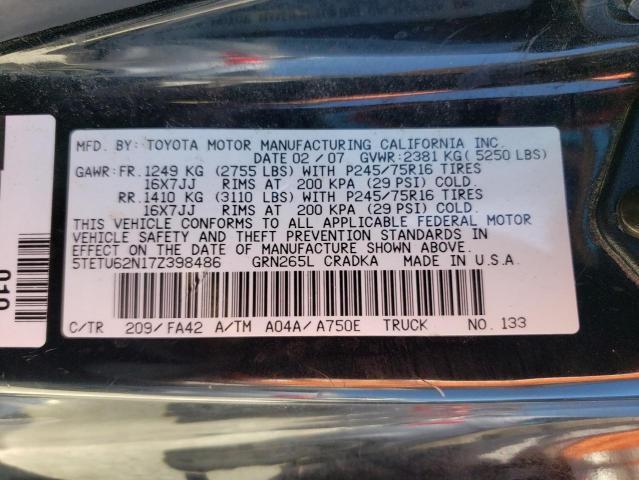 MFD. BY: TOYOTA MOTOR MANUFACTURING CALIFORNIA INC.
DATE 02 / 07 GVWR: 2381 KG( 5250 LBS)
GAWR: FR. 1249 KG (2755 LBS) WITH P245/75R16 TIRES
16X7JJ RIMS AT 200 KPA (29 PSI) COLD.
RR. 1410 KG (3110 LBS) WITH P245/75R16 TIRES
16X7JJ RIMS AT 200 KPA (29 PSI) COLD.
THIS VEHICLE CONFORMS TO ALL APPLICABLE FEDERAL MOTOR
VEHICLE SAFETY AND THEFT PREVENTION STANDARDS IN
EFFECT ON THE DATE OF MANUFACTURE SHOWN ABOVE.
5TETU62N17Z398486 GRN265L CRADKA MADE IN U.S.A.
C/TR 209/FA42 A/TM A04A/A750E TRUCK NO. 133
010